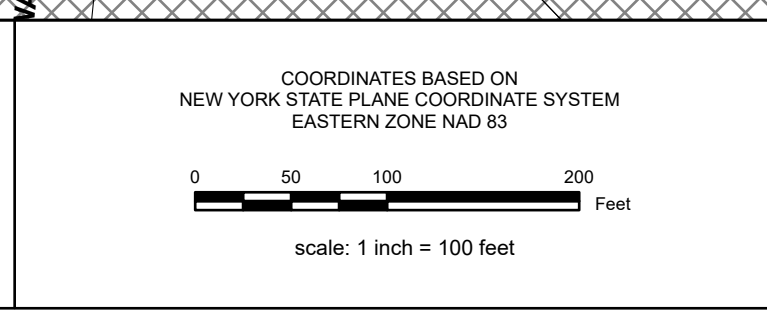 COORDINATES BASED ON
NEW YORK STATE PLANE COORDINATE SYSTEM
EASTERN ZONE NAD 83
0 50 100 200
Feet
scale: 1 inch = 100 feet